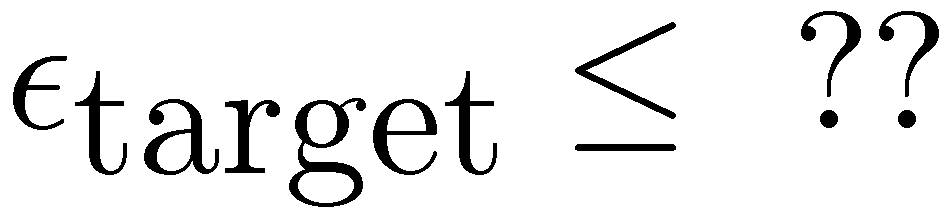 ϵtarget ≤ ??